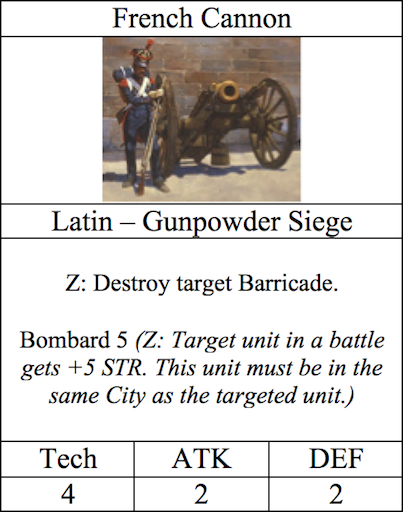 French Cannon
Latin – Gunpowder Siege
Z: Destroy target Barricade.
Bombard 5 (Z: Target unit in a battle
gets +5 STR. This unit must be in the
same City as the targeted unit.)
Tech ATK DEF
4 2 2